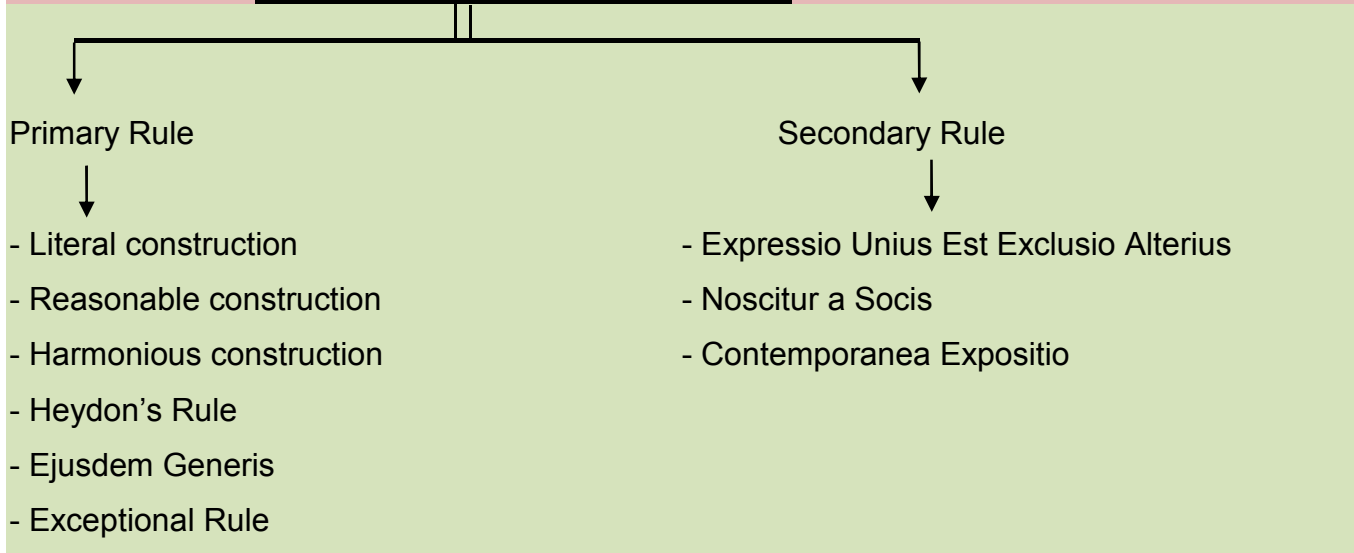 Primary Rule
Secondary Rule
- Literal construction
- Reasonable construction
- Harmonious construction
- Heydon’s Rule
- Ejusdem Generis
- Exceptional Rule
- Expressio Unius Est Exclusio Alterius
- Noscitur a Socis
- Contemporanea Expositio